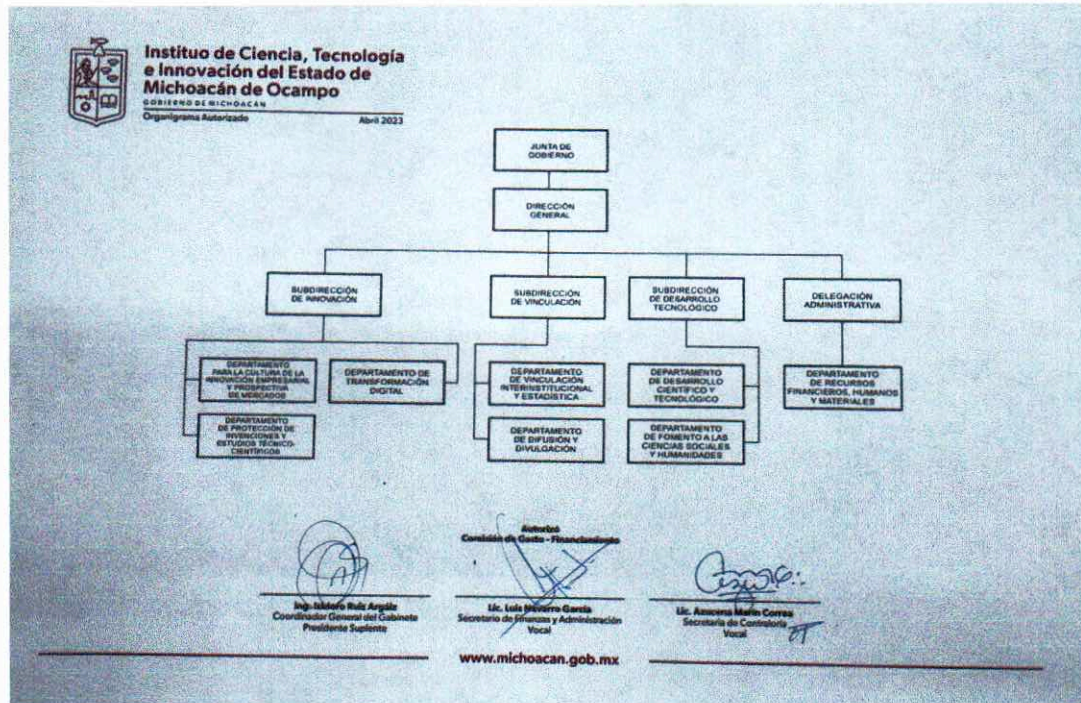 Instituo de Ciencia, Tecnología
e Innovación del Estado de
Michoacán de Ocampo
GOBIERNO DE MICHOACÁN
Organigrama Autorizado Abril 2023
JUNTA DE
GOBIERNO
DIRECCIÓN
GENERAL
SUBDIRECCIÓN
DE INNOVACIÓN
SUBDIRECCIÓN
DE VINCULACIÓN
SUBDIRECCIÓN
DE DESARROLLO
TECNOLÓGICO
DELEGACIÓN
ADMINISTRATIVA
DEPARTAMENTO
PARA LA CULTURA DE LA
INNOVACIÓN EMPRESARIAL
Y PROSPECTIVA
DE MERCADOS
DEPARTAMENTO DE
TRANSFORMACIÓN
DIGITAL
DEPARTAMENTO
DE VINCULACIÓN
INTERINSTITUCIONAL
Y ESTADÍSTICA
DEPARTAMENTO
DE DESARROLLO
CIENTÍFICO Y
TECNOLÓGICO
DEPARTAMENTO
DE RECURSOS
FINANCIEROS, HUMANOS
Y MATERIALES
DEPARTAMENTO
DE PROTECCIÓN DE
INVENCIONES Y
ESTUDIOS TÉCNICO-
CIENTÍFICOS
DEPARTAMENTO
DE DIFUSIÓN Y
DIVULGACIÓN
DEPARTAMENTO
DE FOMENTO A LAS
CIENCIAS SOCIALES
Y HUMANIDADES
Autorizó
Comisión de Gasto - Financiamiento
Ing. Isidoro Ruiz Argáiz
Coordinador General del Gabinete
Presidente Suplente
Lic. Luis Navarro García
Secretario de Finanzas y Administración
Vocal
Lic. Azucena Marín Correa
Secretaria de Contraloría
Vocal
www.michoacan.gob.mx